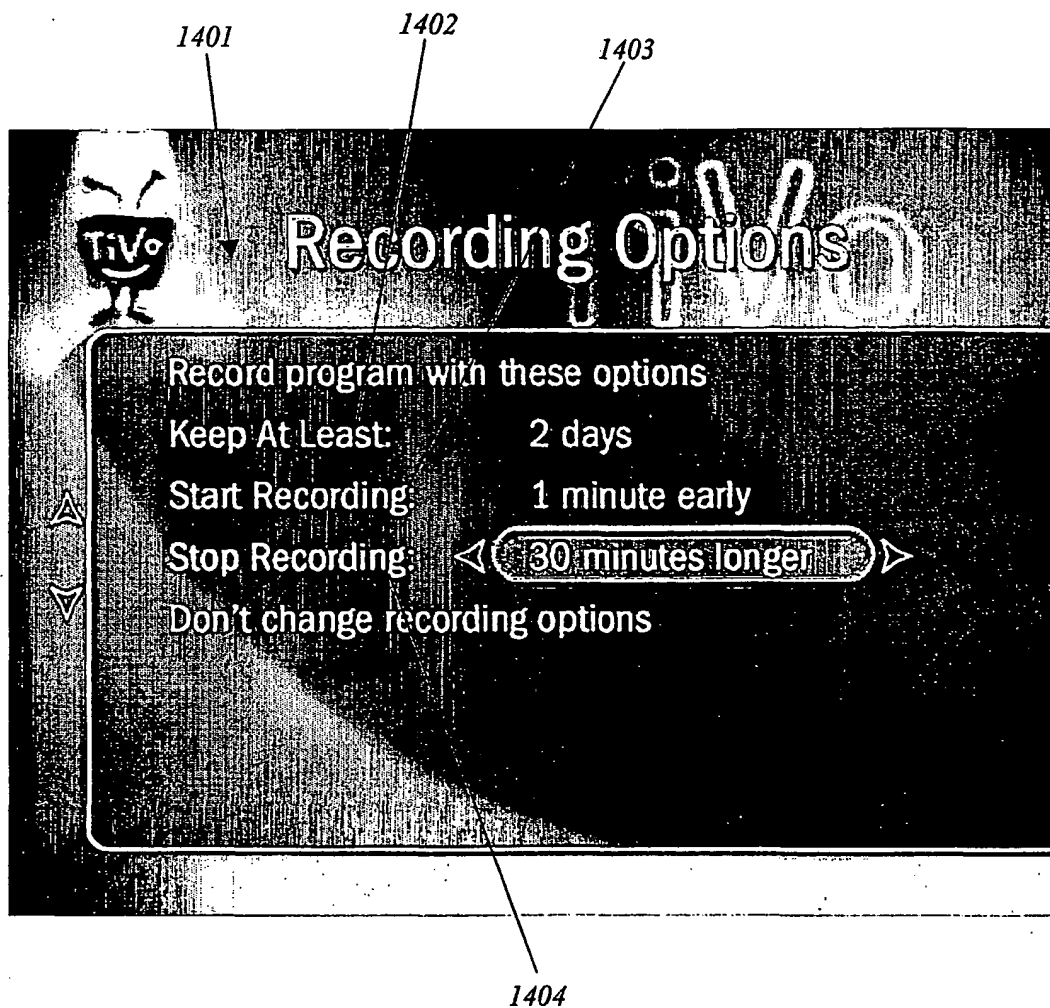 1401 1402 1403
TiVo Recording Options TiVo
Record program with these options
Keep At Least: 2 days
Start Recording: 1 minute early
Stop Recording: 30 minutes longer
Don't change recording options
1404